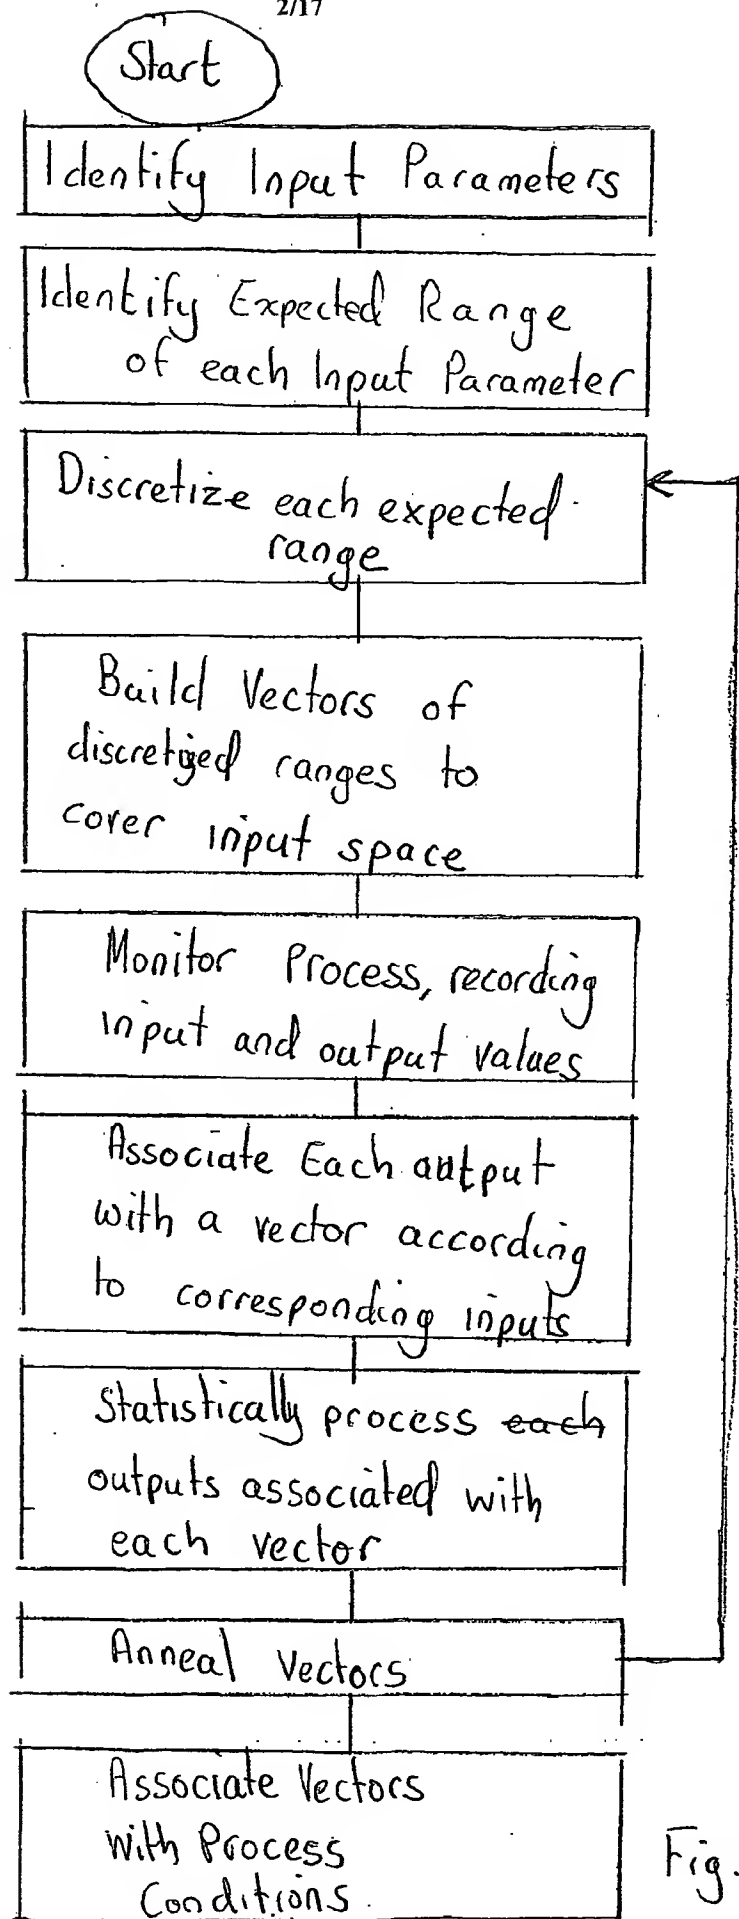 2/17
Start
Identify Input Parameters
Identify Expected Range
of each Input Parameter
Discretize each expected
range
Build Vectors of
discretized ranges to
cover input space
Monitor Process, recording
input and output values
Associate Each output
with a vector according
to corresponding inputs
Statistically process each
outputs associated with
each vector
Anneal Vectors
Associate Vectors
with Process
Conditions.
Fig.